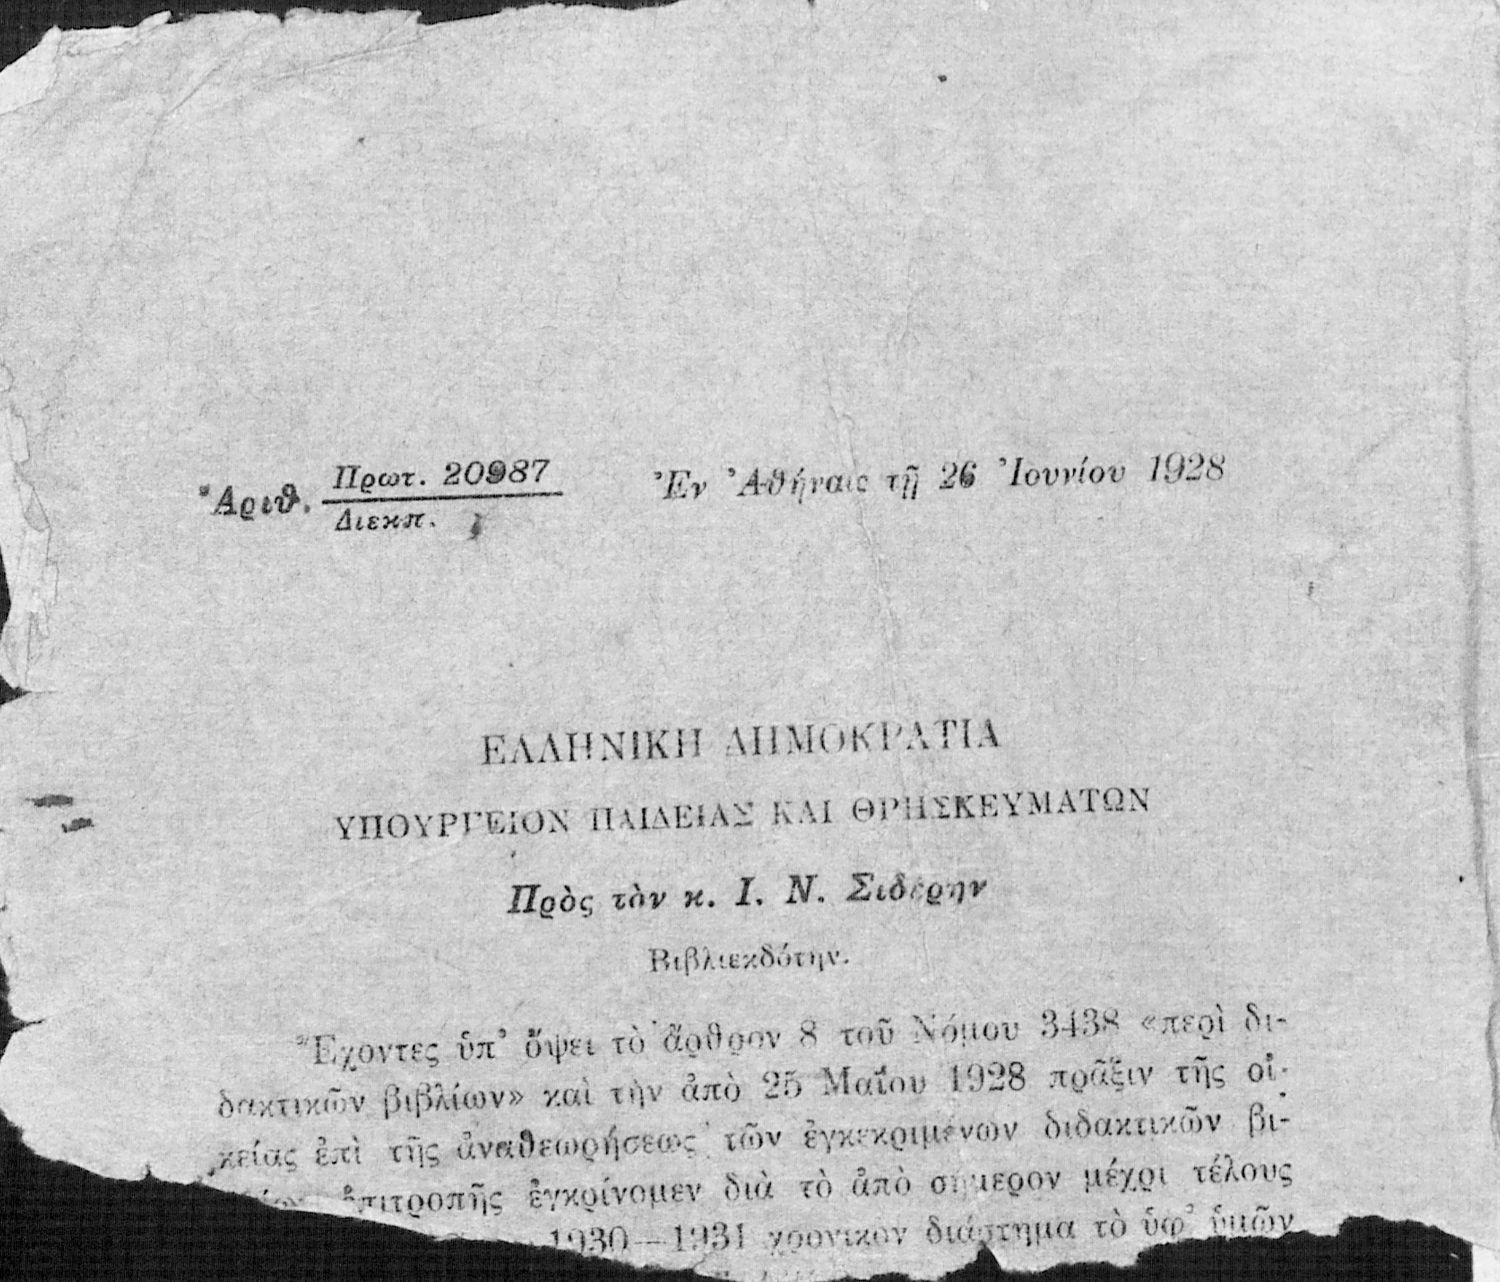 Ἀριθ. Πρωτ. 20987
Διεκπ.
Ἐν Ἀθήναις τῇ 26 Ἰουνίου 1928
ΕΛΛΗΝΙΚΗ ΔΗΜΟΚΡΑΤΙΑ
ΥΠΟΥΡΓΕΙΟΝ ΠΑΙΔΕΙΑΣ ΚΑΙ ΘΡΗΣΚΕΥΜΑΤΩΝ
Πρὸς τὸν κ. Ι. Ν. Σιδέρην
Βιβλιεκδότην.
Ἔχοντες ὑπ' ὄψει τὸ ἄρθρον 8 τοῦ Νόμου 3438 «περὶ δι-
δακτικῶν βιβλίων» καὶ τὴν ἀπὸ 25 Μαΐου 1928 πρᾶξιν τῆς οἰ-
κείας ἐπὶ τῆς ἀναθεωρήσεως τῶν ἐγκεκριμένων διδακτικῶν βι-
ἐπιτροπῆς ἐγκρίνομεν διὰ τὸ ἀπὸ σήμερον μέχρι τέλους
1930—1931 χρονικὸν διάστημα τὸ ὑφ' ὑμῶν